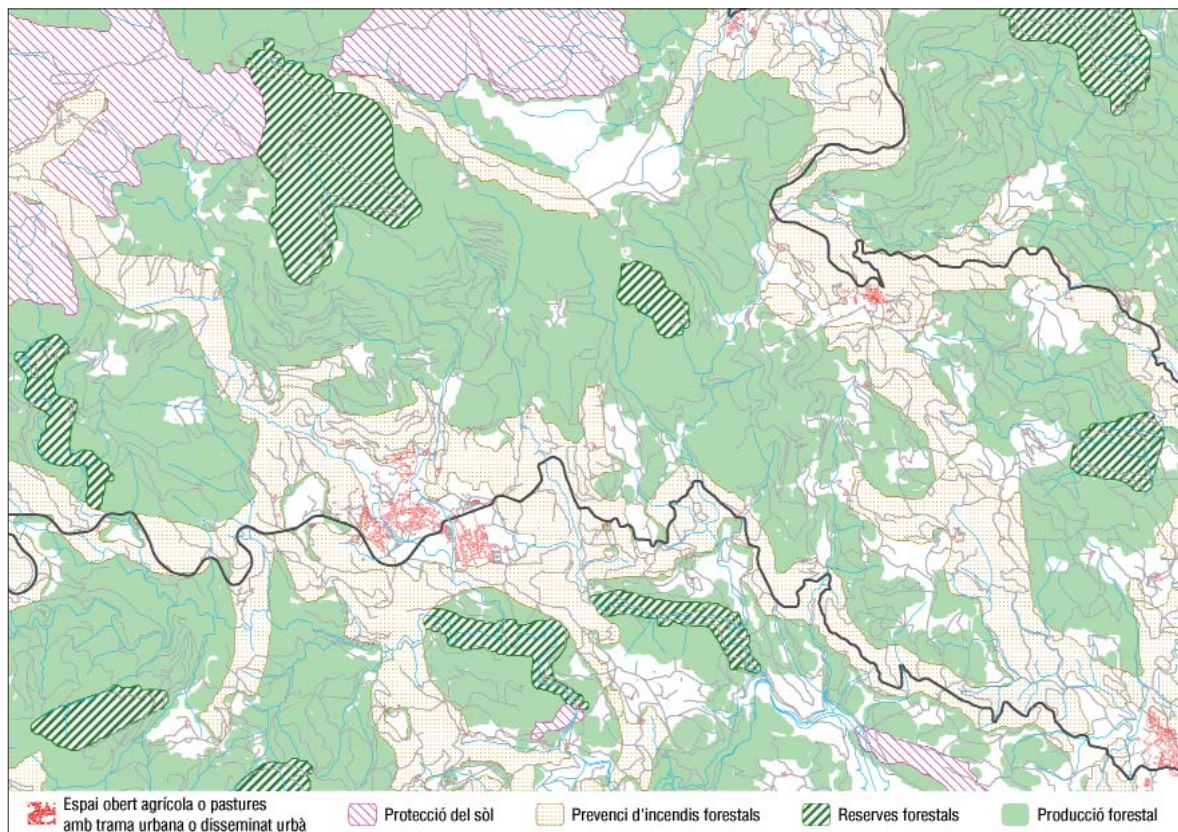 Espai obert agrícola o pastures
amb trama urbana o disseminat urbà
Protecció del sòl
Prevenci d'incendis forestals
Reserves forestals
Producció forestal